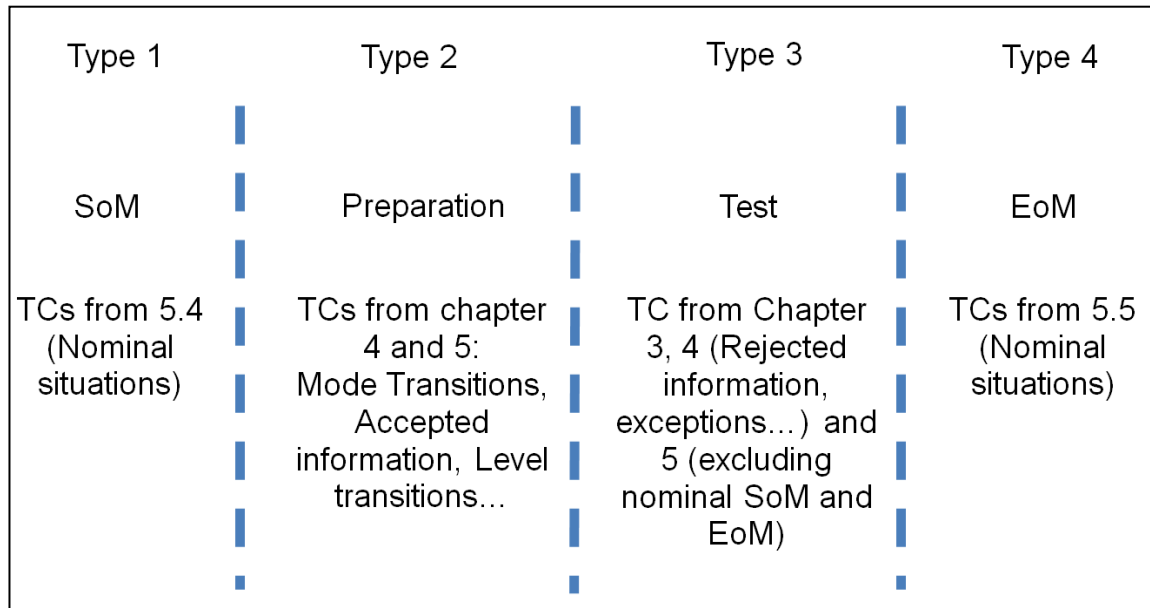 Type 1
Type 2
Type 3
Type 4
SoM
Preparation
Test
EoM
TCs from 5.4
(Nominal
situations)
TCs from chapter
4 and 5:
Mode Transitions,
Accepted
information, Level
transitions...
TC from Chapter
3, 4 (Rejected
information,
exceptions...) and
5 (excluding
nominal SoM and
EoM)
TCs from 5.5
(Nominal
situations)